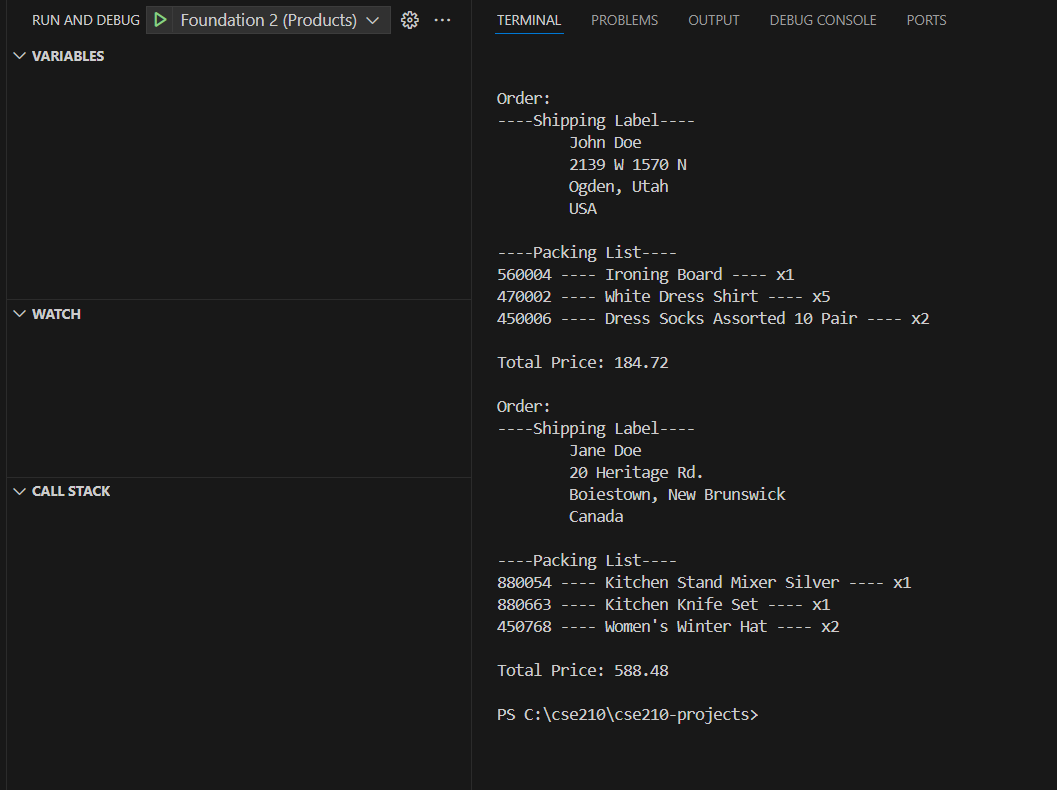 RUN AND DEBUG Foundation 2 (Products) ···
VARIABLES
WATCH
CALL STACK
TERMINAL PROBLEMS OUTPUT DEBUG CONSOLE PORTS
Order:
----Shipping Label----
John Doe
2139 W 1570 N
Ogden, Utah
USA
----Packing List----
560004 ---- Ironing Board ---- x1
470002 ---- White Dress Shirt ---- x5
450006 ---- Dress Socks Assorted 10 Pair ---- x2
Total Price: 184.72
Order:
----Shipping Label----
Jane Doe
20 Heritage Rd.
Boiestown, New Brunswick
Canada
----Packing List----
880054 ---- Kitchen Stand Mixer Silver ---- x1
880663 ---- Kitchen Knife Set ---- x1
450768 ---- Women's Winter Hat ---- x2
Total Price: 588.48
PS C:\cse210\cse210-projects>